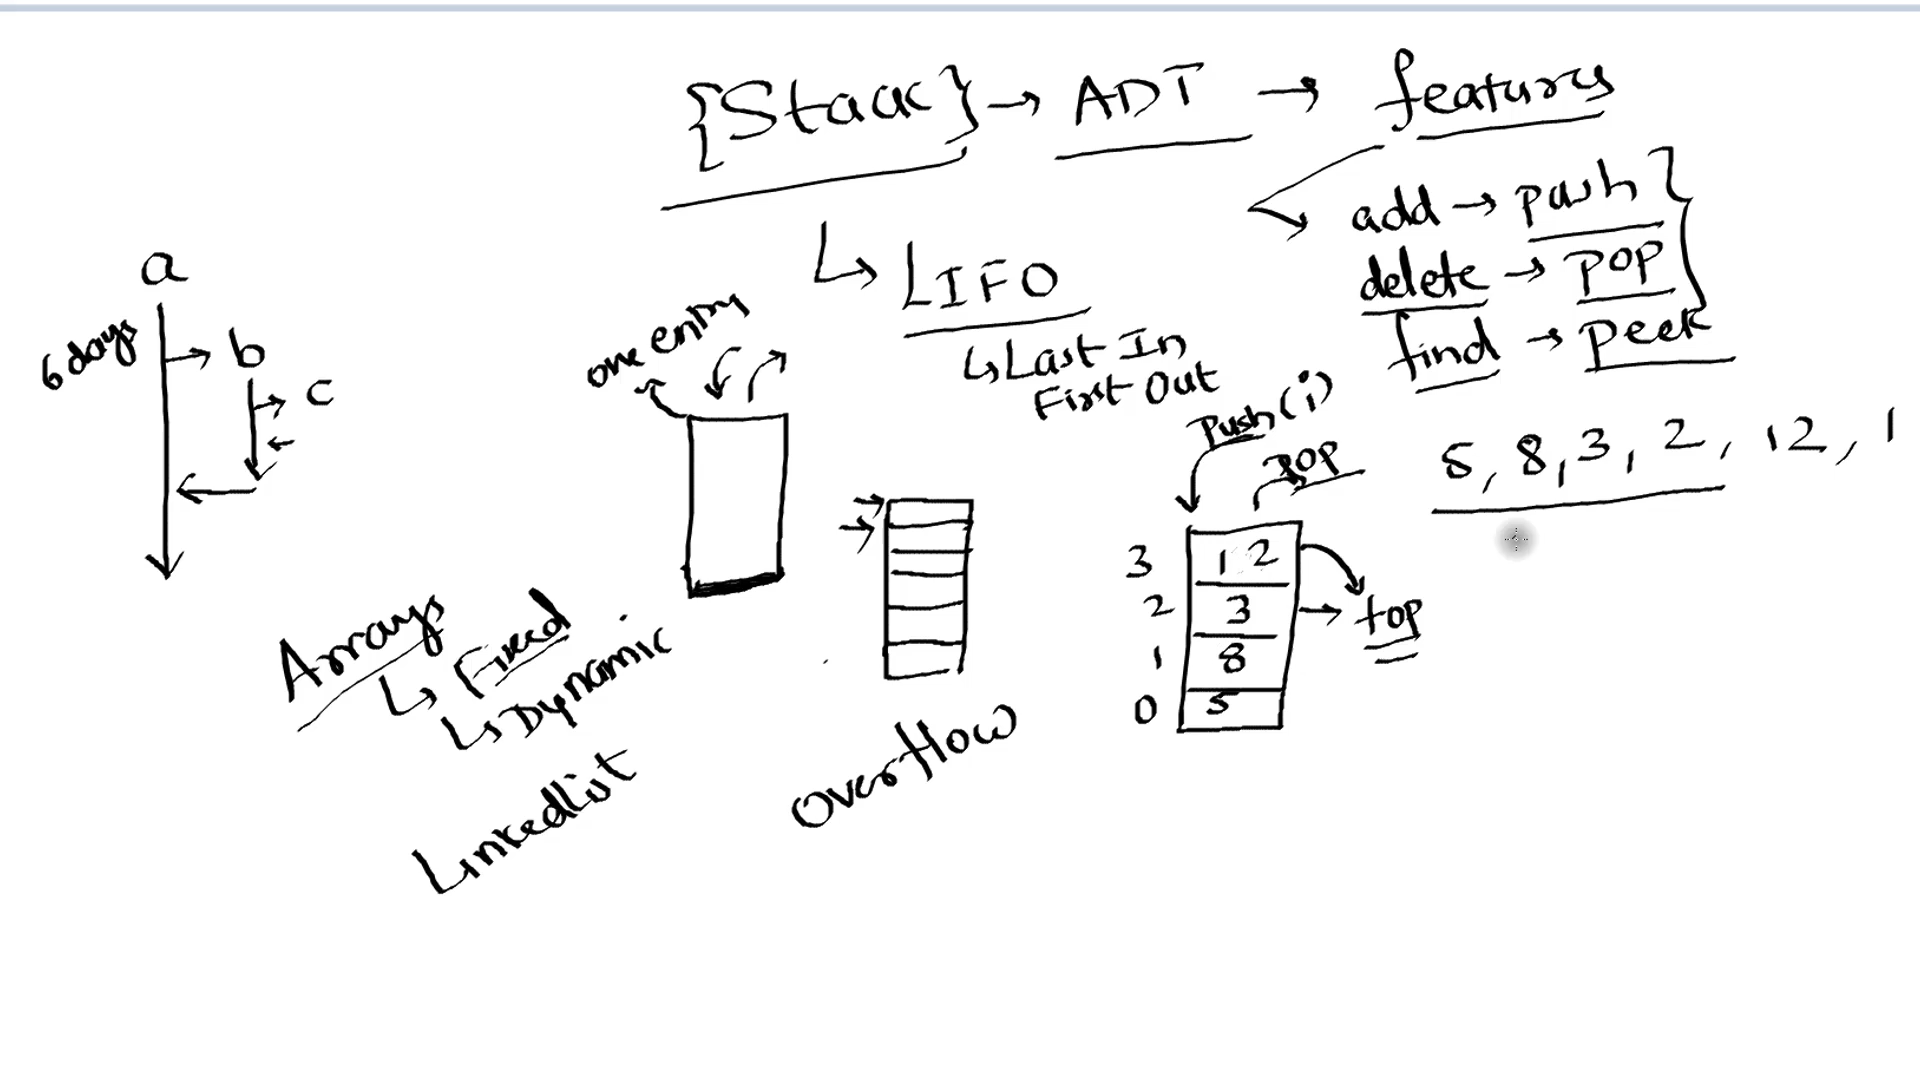 {Stack} → ADT → features
add → push
delete → pop
find → peek
↳ LIFO
↳ Last In
First Out
a
6 days
→ b
→ c
one entry
Push(i)
pop
5, 8, 3, 2, 12, 1
3 12
2 3 → top
1 8
0 5
Arrays
↳ Fixed
↳ Dynamic
Linkedlist
Overflow